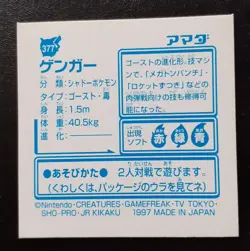 377
アマダ
ゲンガー
分類：シャドーポケモン
タイプ：ゴースト・毒
身長：1.5m
体重：40.5kg
進化：―――
ゴーストの進化形。技マシン
で、「メガトンパンチ」「
ロケットずつき」などの
肉弾戦向けの技も修得可
能になった。
出現
ソフト
赤 緑 青
●あそびかた● 2人対戦で遊びます。
（くわしくは、パッケージのウラを見てネ）
©Nintendo・CREATURES・GAMEFREAK・TV TOKYO・
SHO-PRO・JR KIKAKU 1997 MADE IN JAPAN